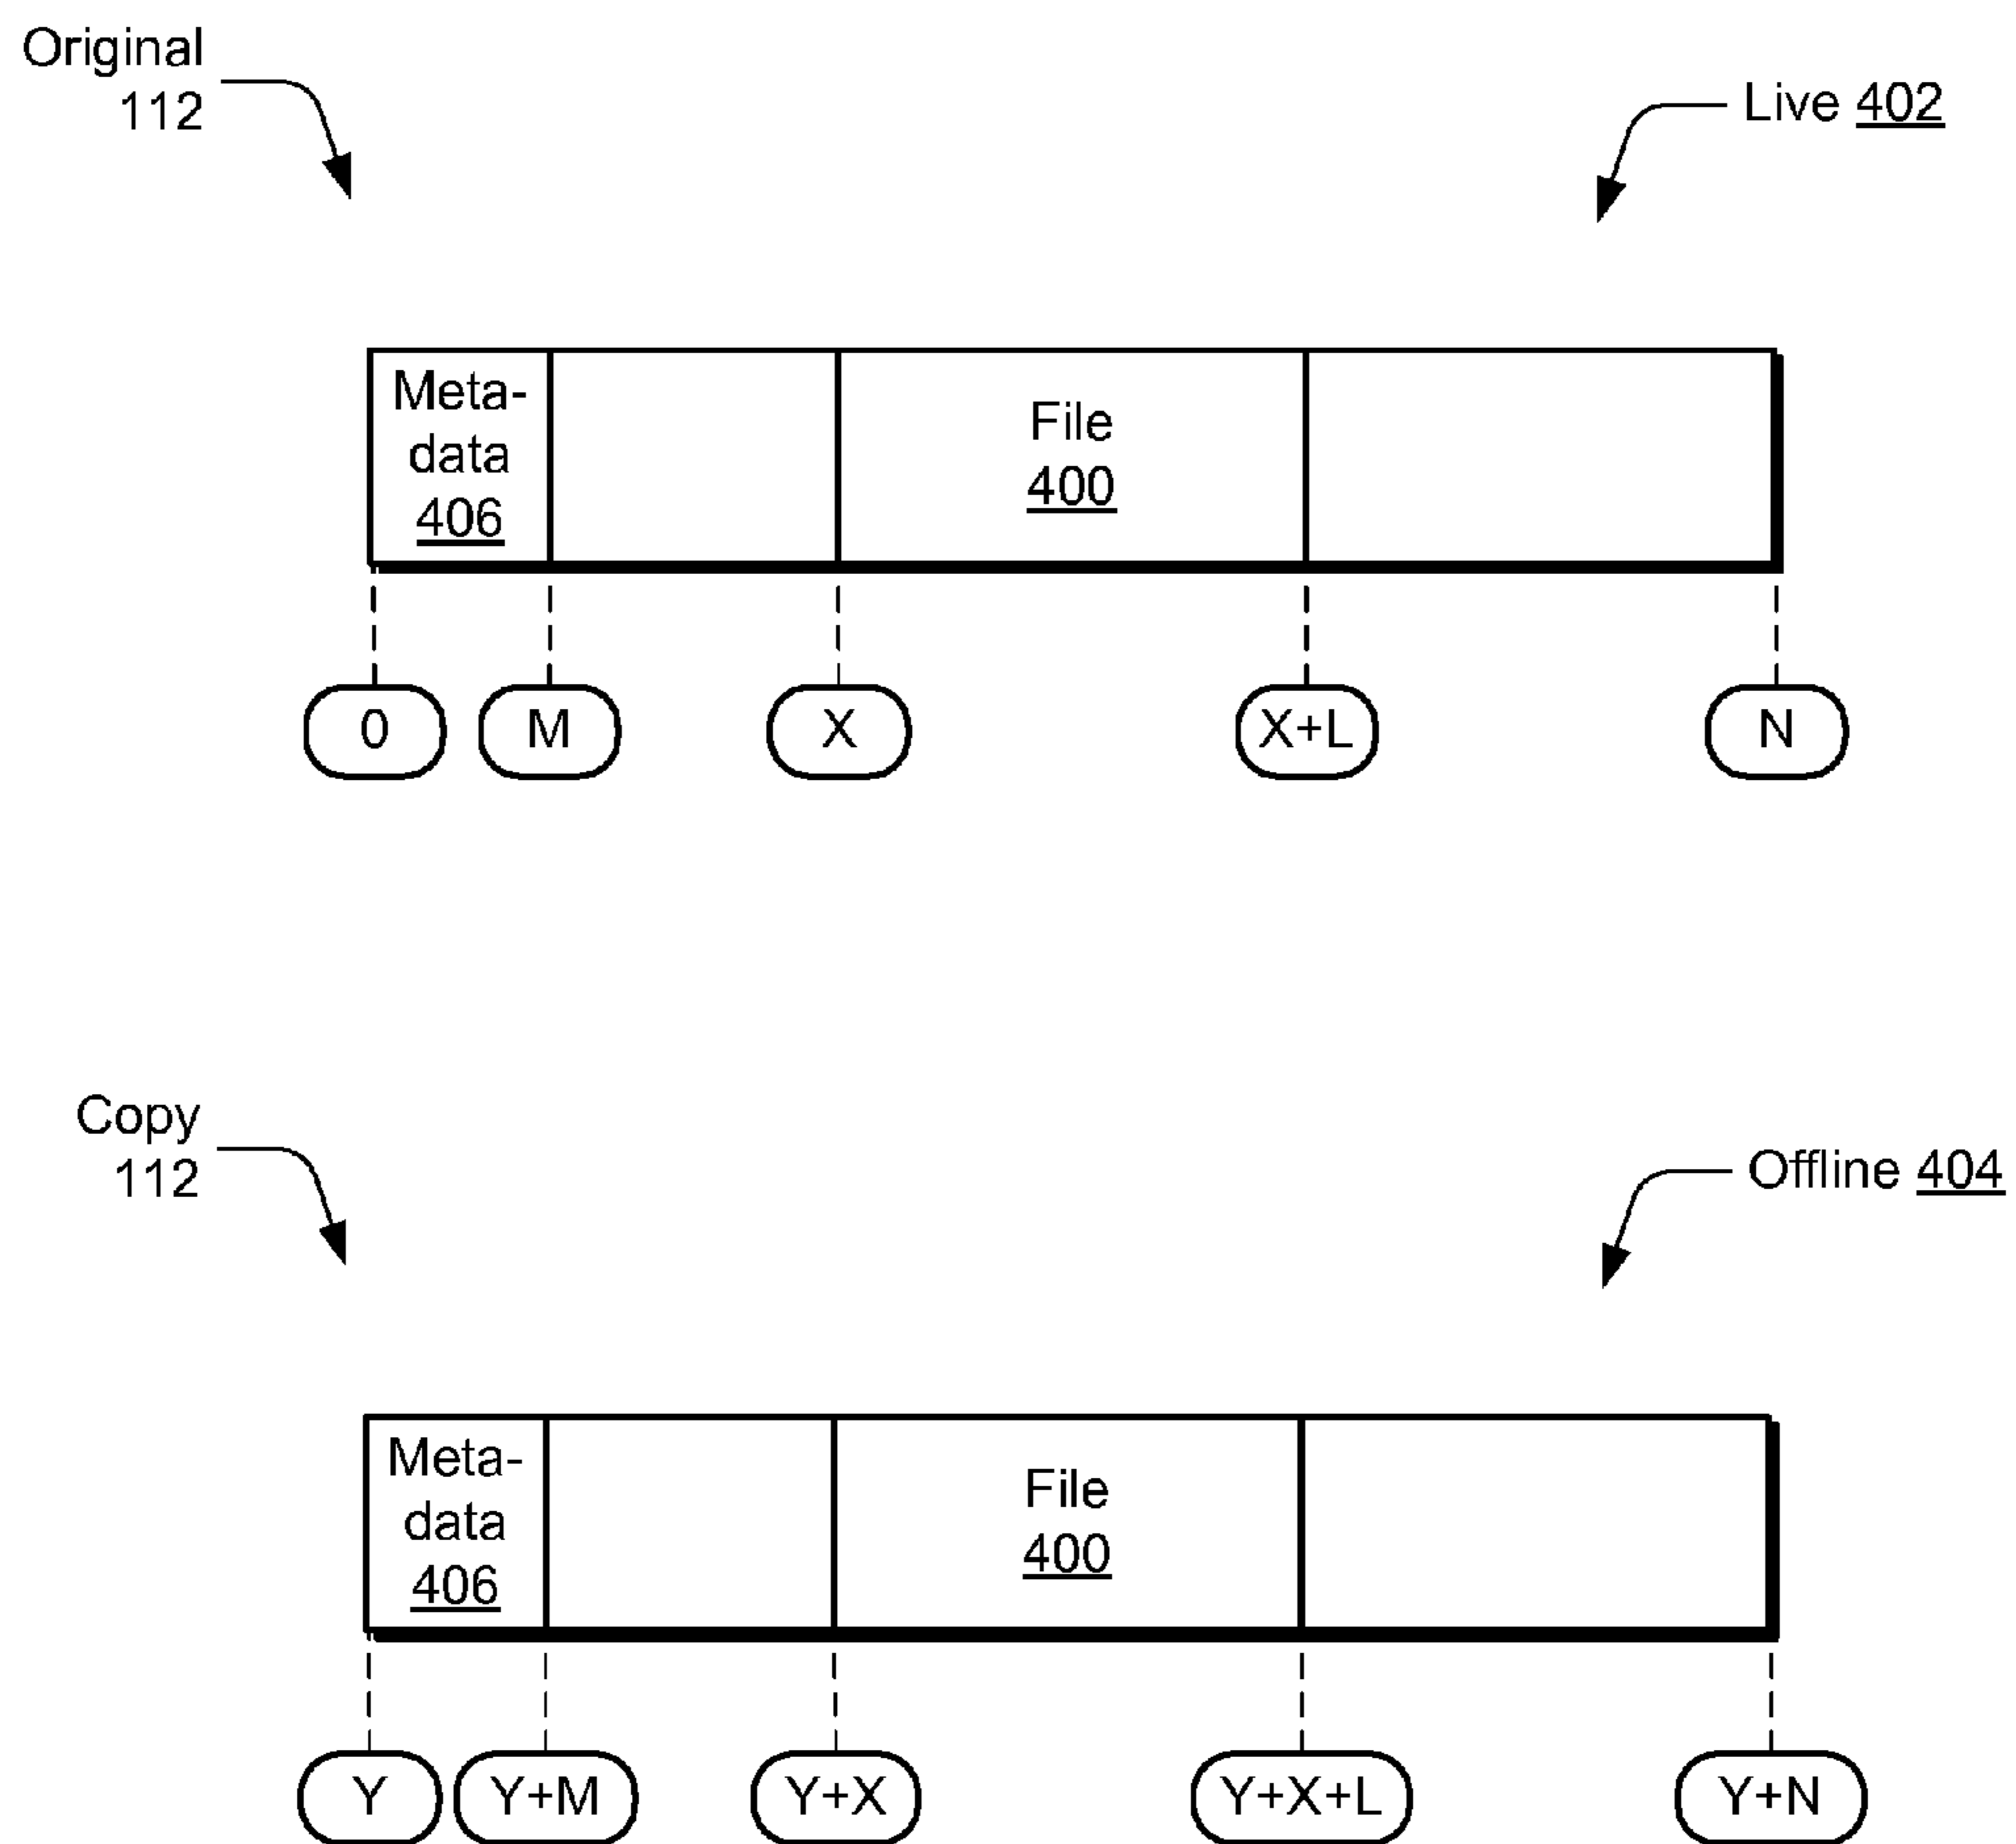 Original
112
Live 402
Meta-
data
406
File
400
0
M
X
X+L
N
Copy
112
Offline 404
Meta-
data
406
File
400
Y
Y+M
Y+X
Y+X+L
Y+N